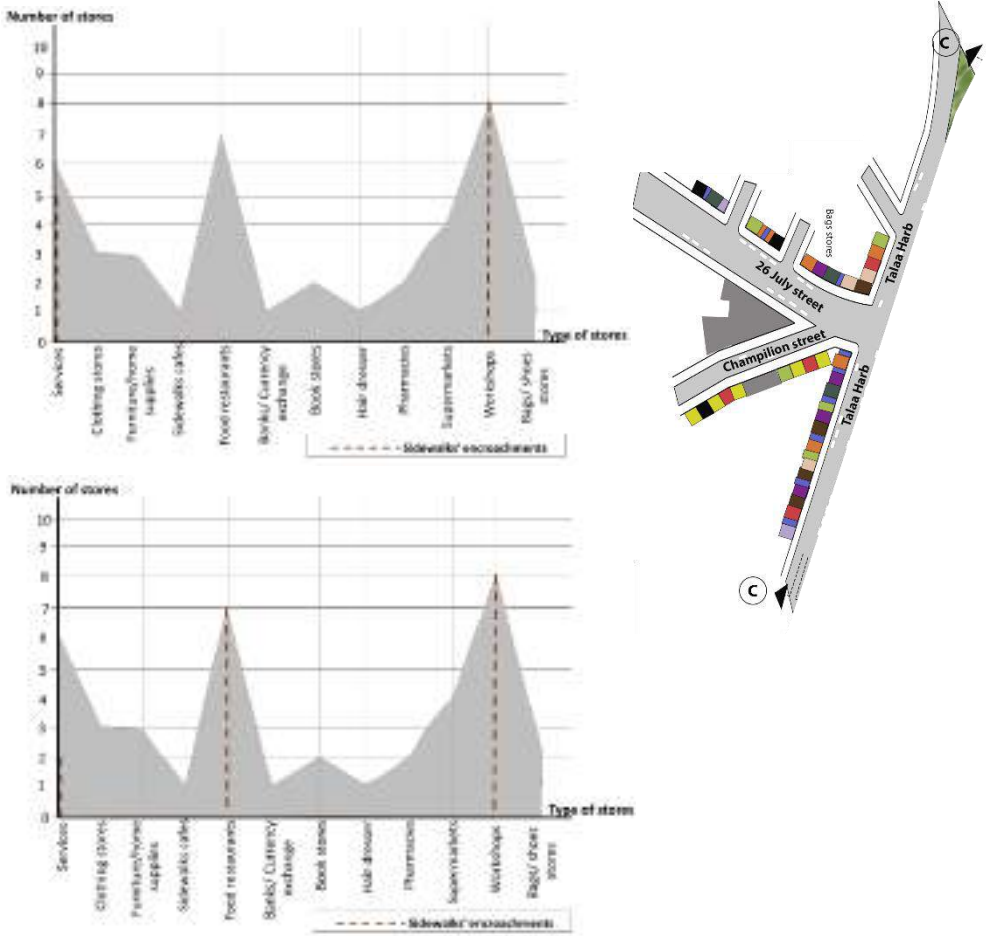 Number of stores
10
9
8
7
6
5
4
3
2
1
0
Type of stores
Services
Clothing stores
Furniture/home
supplies
Sidewalks cafes
Food restaurants
Banks/ Currency
exchange
Book stores
Hair dresser
Pharmacies
Supermarkets
Workshops
Bags/ shoes
stores
Sidewalks' encroachments
Number of stores
10
9
8
7
6
5
4
3
2
1
0
Type of stores
Services
Clothing stores
Furniture/home
supplies
Sidewalks cafes
Food restaurants
Banks/ Currency
exchange
Book stores
Hair dresser
Pharmacies
Supermarkets
Workshops
Bags/ shoes
stores
Sidewalks' encroachments
C
Bags stores
Talaa Harb
26 July street
Champilion street
Talaa Harb
C